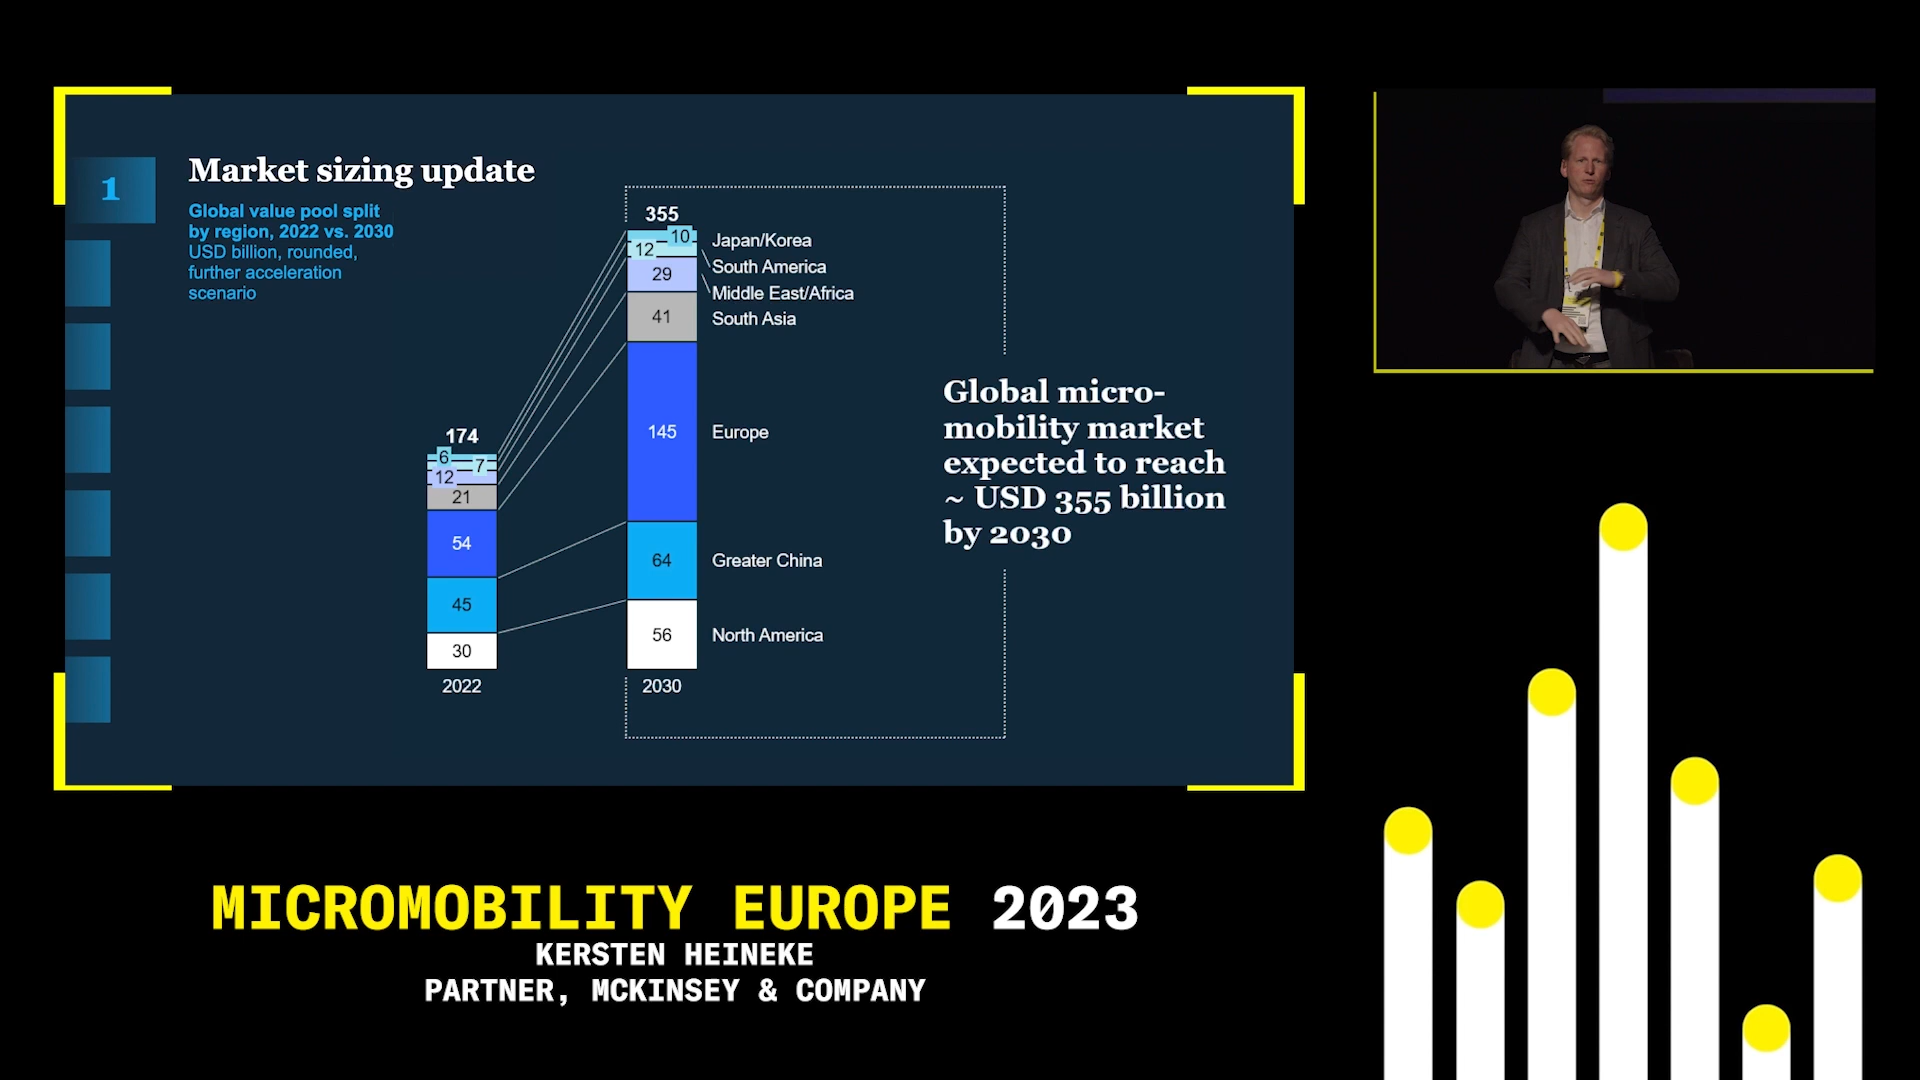 1
Market sizing update
Global value pool split
by region, 2022 vs. 2030
USD billion, rounded,
further acceleration
scenario
174
6
7
12
21
54
45
30
2022
355
10
12
29
41
145
64
56
2030
Japan/Korea
South America
Middle East/Africa
South Asia
Europe
Greater China
North America
Global micro-
mobility market
expected to reach
~ USD 355 billion
by 2030
MICROMOBILITY EUROPE 2023
KERSTEN HEINEKE
PARTNER, MCKINSEY & COMPANY